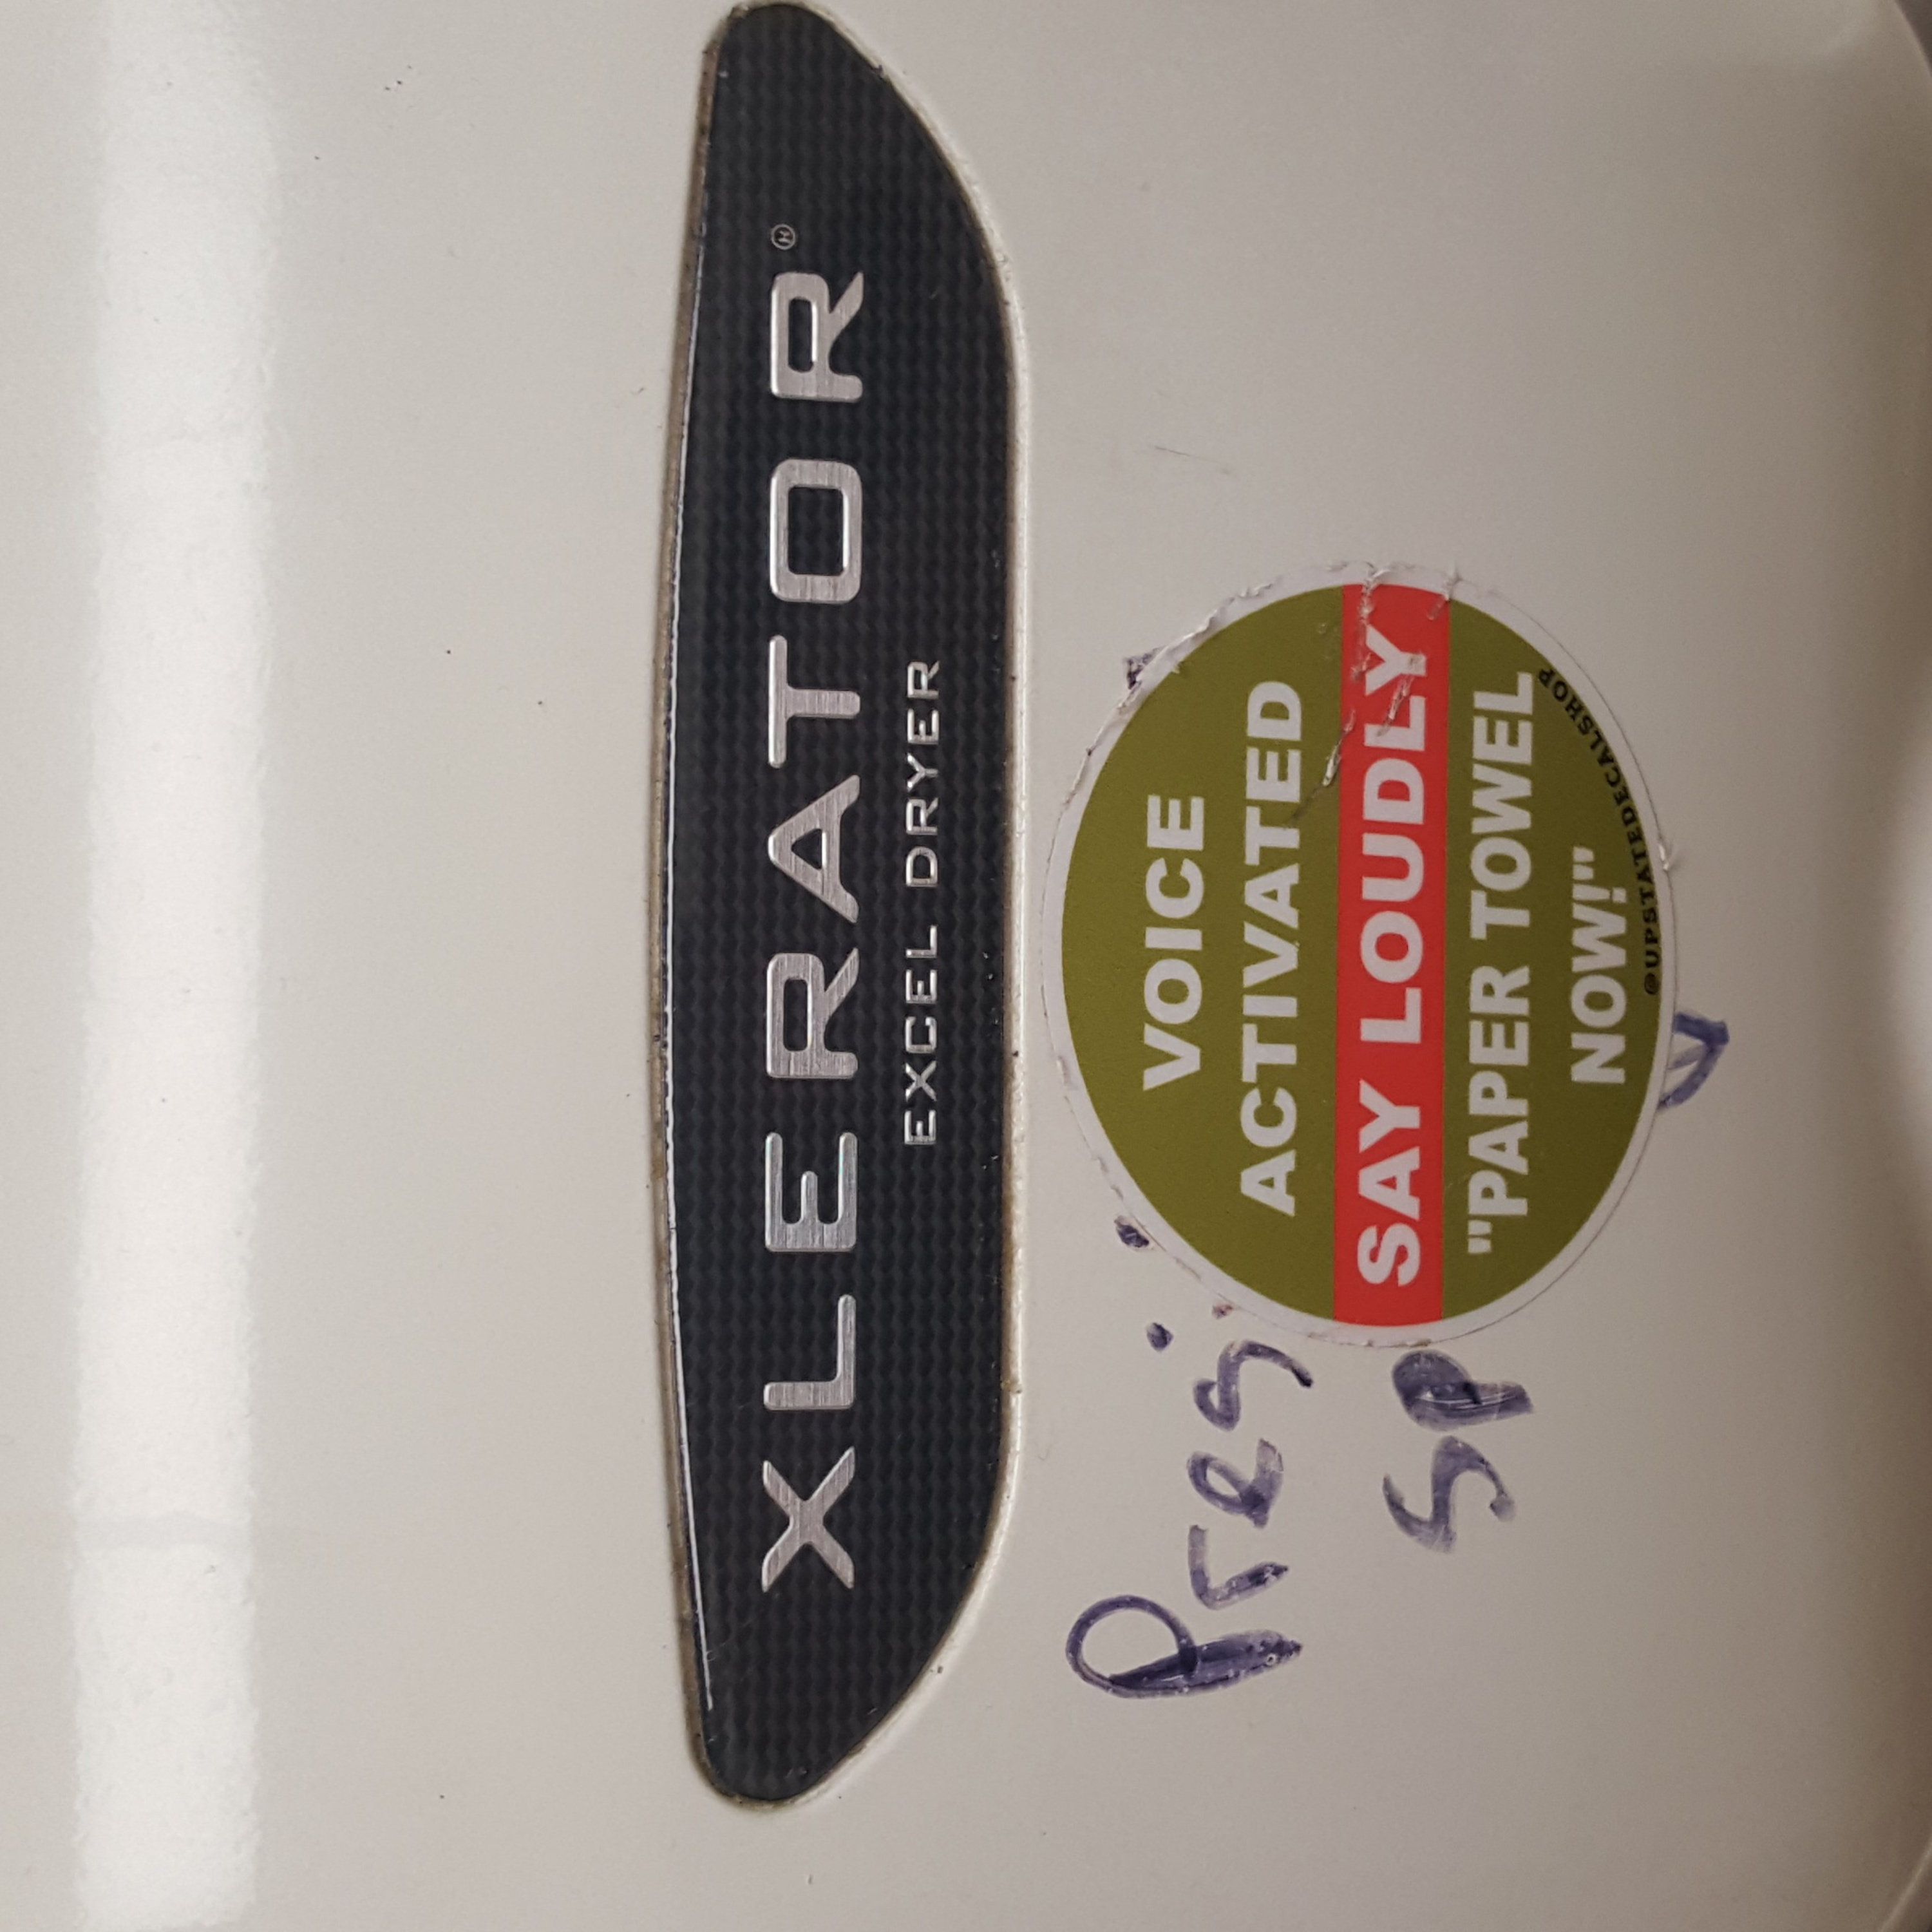 XLERATOR®
EXCEL DRYER
VOICE
ACTIVATED
SAY LOUDLY
"PAPER TOWEL
NOW!"
@UPSTATEDECALSHOP